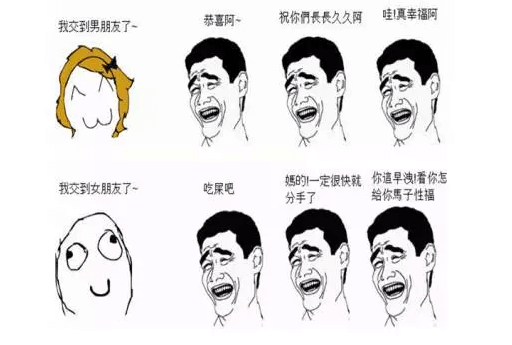 我交到男朋友了~
恭喜阿~
祝你們長長久久阿
哇!真幸福阿
我交到女朋友了~
吃屎吧
媽的!一定很快就
分手了
你這早洩!看你怎
給你馬子性福